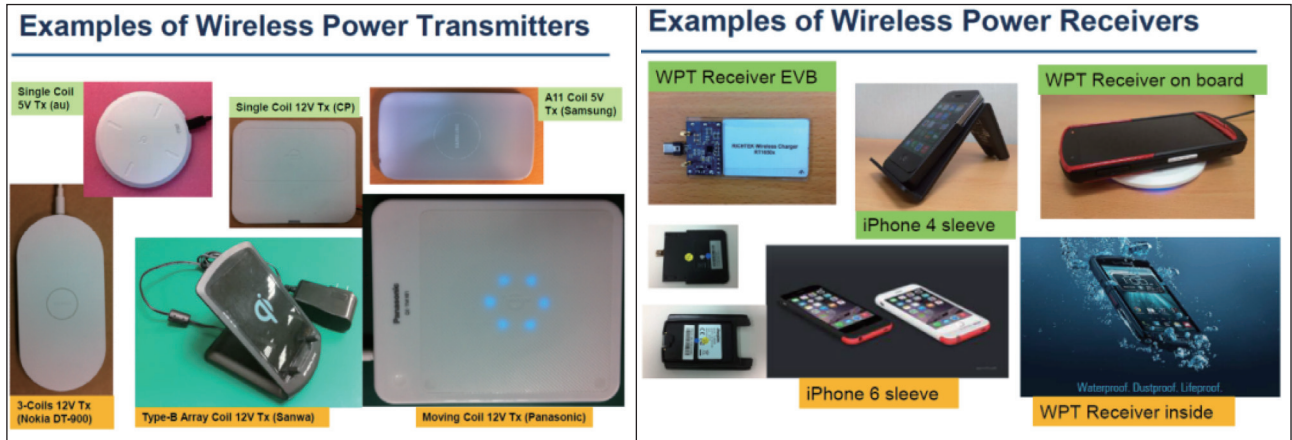 Examples of Wireless Power Transmitters
Single Coil
5V Tx (au)
Single Coil 12V Tx (CP)
A11 Coil 5V
Tx (Samsung)
3-Coils 12V Tx
(Nokia DT-900)
Type-B Array Coil 12V Tx (Sanwa)
qi
Panasonic
Moving Coil 12V Tx (Panasonic)
Examples of Wireless Power Receivers
WPT Receiver EVB
RICHTEK Wireless Charger
iPhone 4 sleeve
WPT Receiver on board
iPhone 6 sleeve
Waterproof. Dustproof. Lifeproof.
WPT Receiver inside